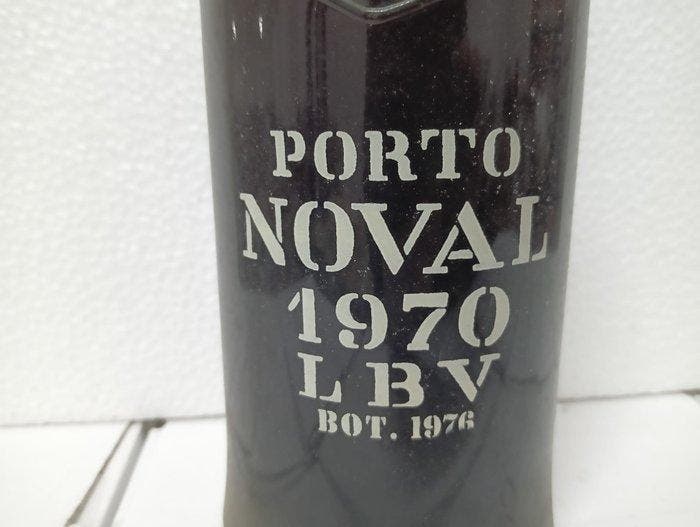 PORTO
NOVAL
1970
LBV
BOT. 1976